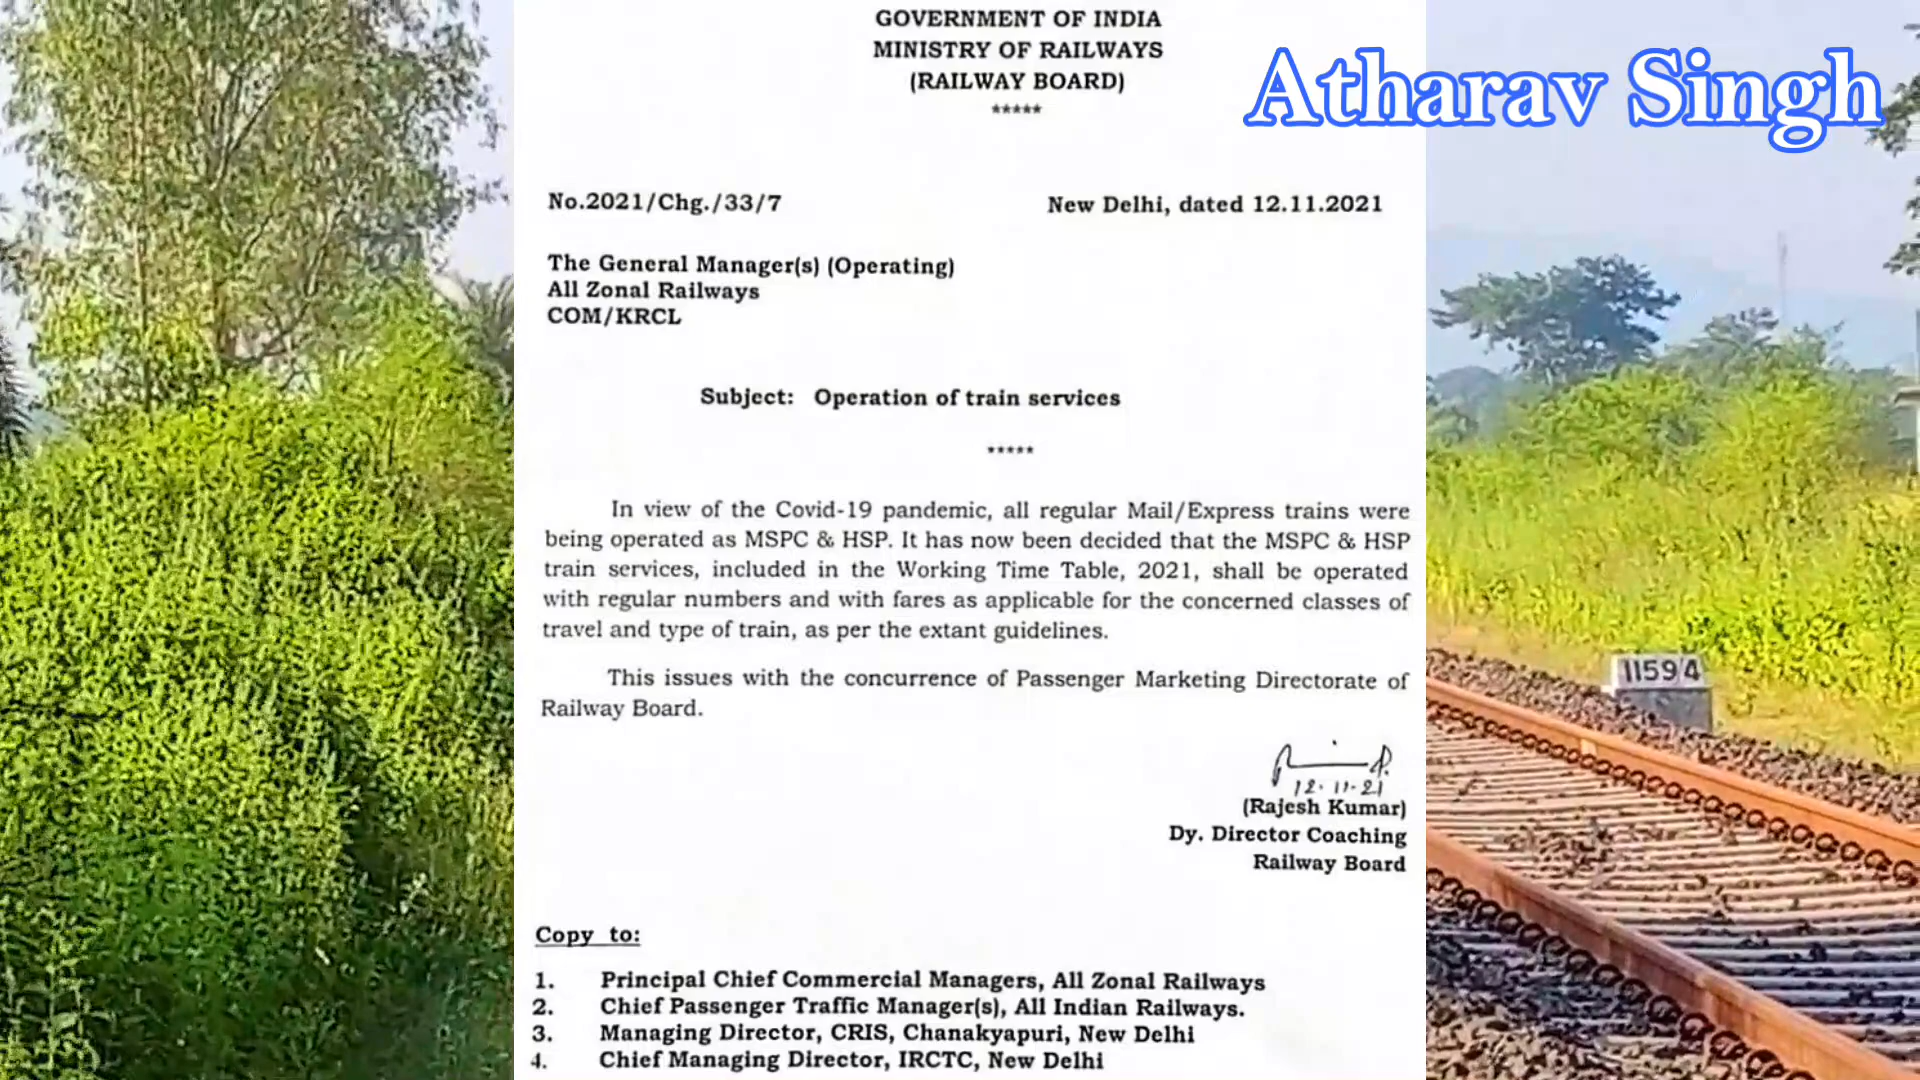 GOVERNMENT OF INDIA
MINISTRY OF RAILWAYS
(RAILWAY BOARD)
*****
Atharav Singh
No.2021/Chg./33/7 New Delhi, dated 12.11.2021
The General Manager(s) (Operating)
All Zonal Railways
COM/KRCL
Subject: Operation of train services
*****
In view of the Covid-19 pandemic, all regular Mail/Express trains were
being operated as MSPC & HSP. It has now been decided that the MSPC & HSP
train services, included in the Working Time Table, 2021, shall be operated
with regular numbers and with fares as applicable for the concerned classes of
travel and type of train, as per the extant guidelines.
This issues with the concurrence of Passenger Marketing Directorate of
Railway Board.
12.11.21
(Rajesh Kumar)
Dy. Director Coaching
Railway Board
Copy to:
1. Principal Chief Commercial Managers, All Zonal Railways
2. Chief Passenger Traffic Manager(s), All Indian Railways.
3. Managing Director, CRIS, Chanakyapuri, New Delhi
4. Chief Managing Director, IRCTC, New Delhi
1159/4